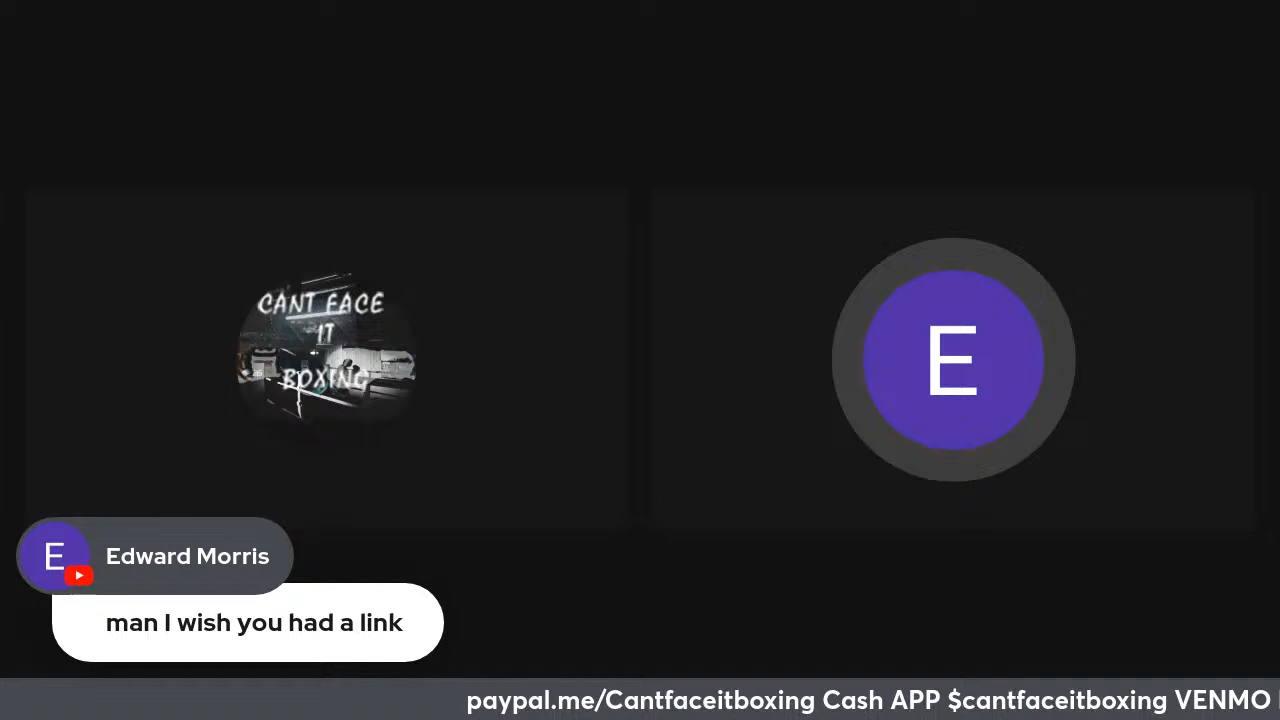 CANT FACE
IT
BOXING
E
E
Edward Morris
man I wish you had a link
paypal.me/Cantfaceitboxing Cash APP $cantfaceitboxing VENMO